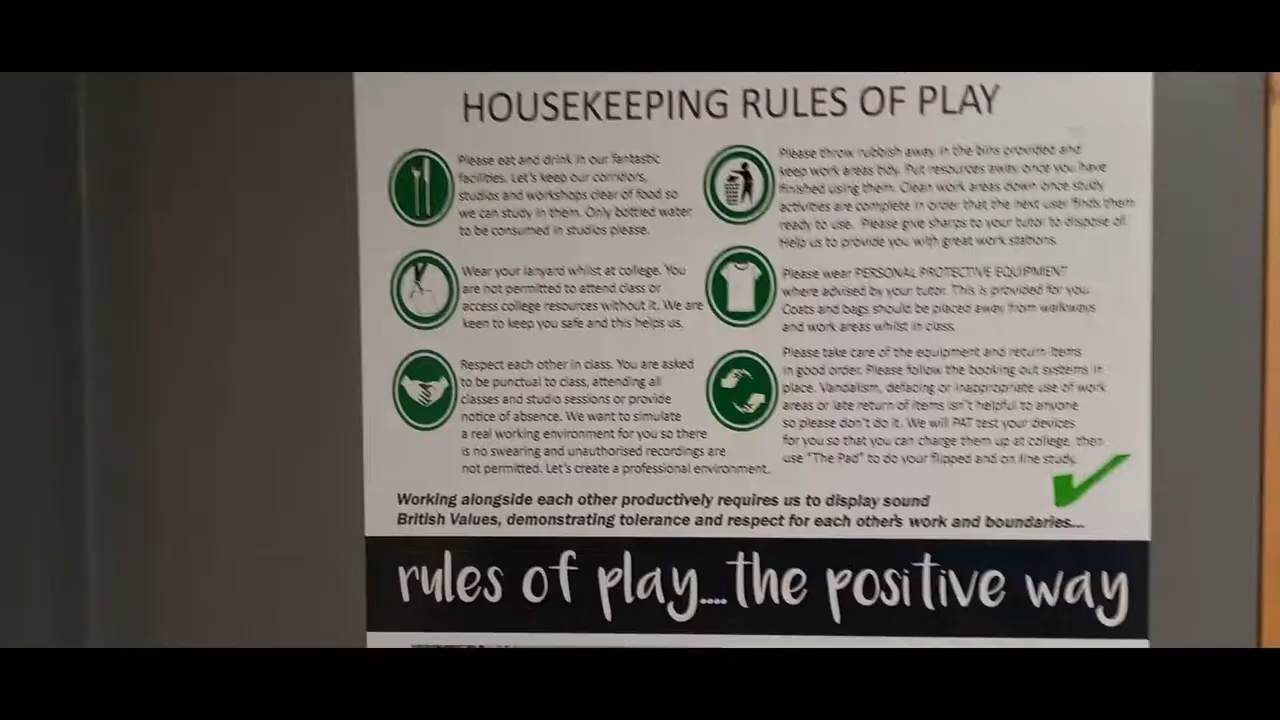 HOUSEKEEPING RULES OF PLAY
Please eat and drink in our fantastic
facilities. Let's keep our corridors,
studios and workshops clear of food so
we can study in them. Only bottled water
to be consumed in studios please.
Please throw rubbish away in the bins provided and
keep work areas tidy. Put resources away once you have
finished using them. Clean work areas down once study
activities are complete in order that the next user finds them
ready to use. Please give sharps to your tutor to dispose of.
Help us to provide you with great work stations.
Wear your lanyard whilst at college. You
are not permitted to attend class or
access college resources without it. We are
keen to keep you safe and this helps us.
Please wear PERSONAL PROTECTIVE EQUIPMENT
where advised by your tutor. This is provided for you.
Coats and bags should be placed away from walkways
and work areas whilst in class.
Respect each other in class. You are asked
to be punctual to class, attending all
classes and studio sessions or provide
notice of absence. We want to simulate
a real working environment for you so there
is no swearing and unauthorised recordings are
not permitted. Let's create a professional environment.
Please take care of the equipment and return items
in good order. Please follow the booking out systems in
place. Vandalism, defacing or inappropriate use of work
areas or late return of items isn't helpful to anyone
so please don't do it. We will PAT test your devices
for you so that you can charge them up at college, then
use "The Pad" to do your flipped and on line study.
Working alongside each other productively requires us to display sound
British Values, demonstrating tolerance and respect for each other's work and boundaries...
rules of play....the positive way